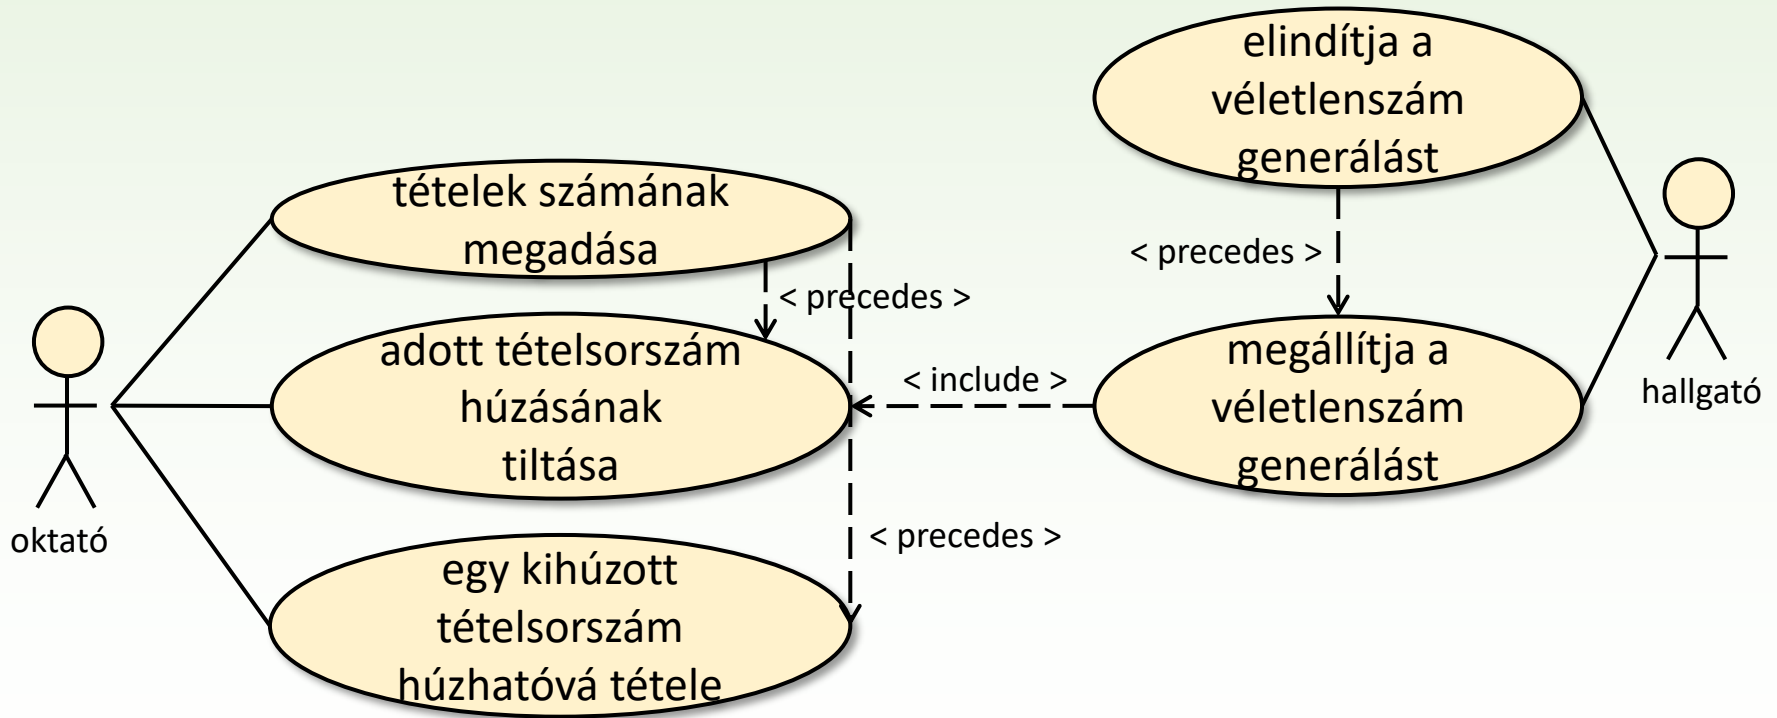 elindítja a
véletlenszám
generálást
tételek számának
megadása
< precedes >
< precedes >
adott tételsorszám
húzásának
tiltása
< include >
megállítja a
véletlenszám
generálást
hallgató
oktató
< precedes >
egy kihúzott
tételsorszám
húzhatóvá tétele